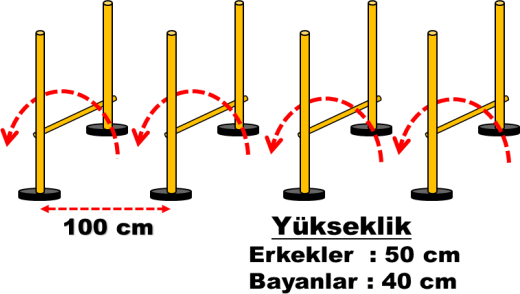 100 cm
Yükseklik
Erkekler : 50 cm
Bayanlar : 40 cm